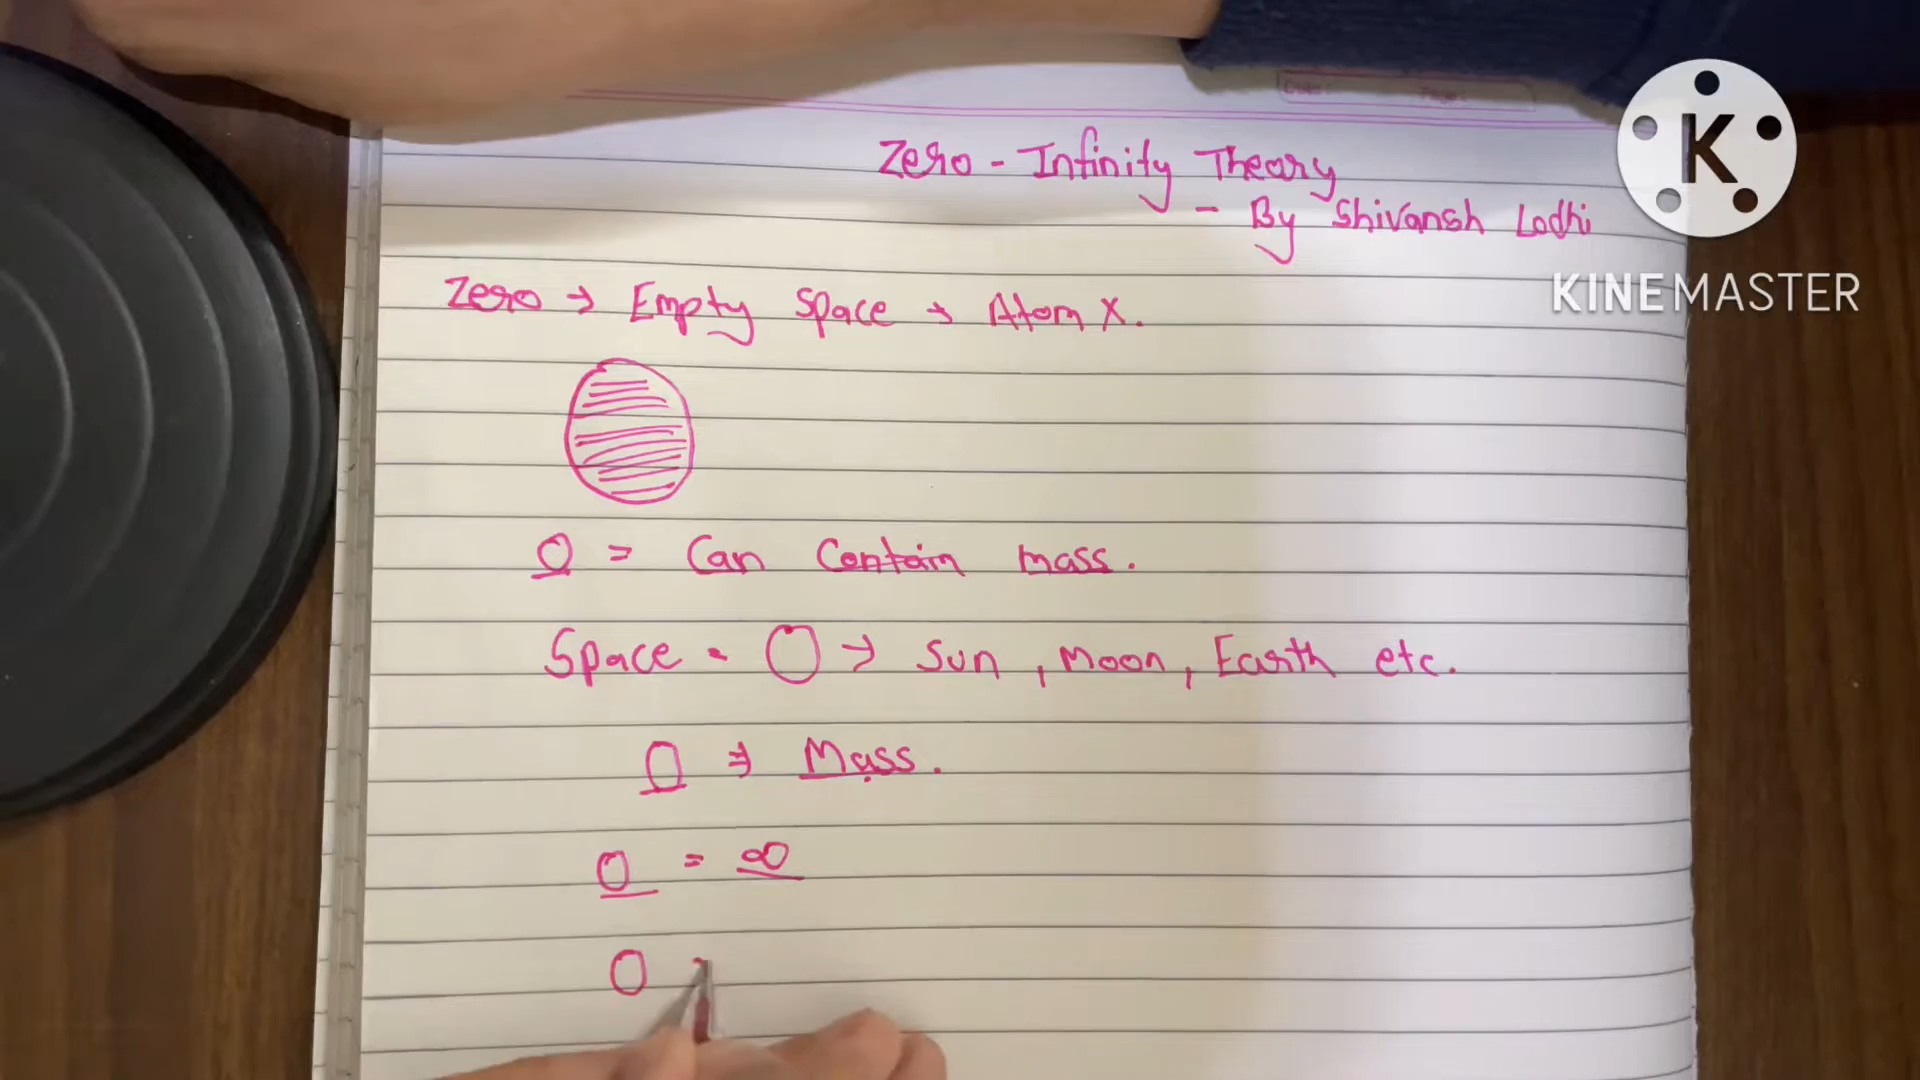 Zero - Infinity Theory
- By Shivansh Lodhi
K
KINEMASTER
Zero → Empty Space → Atom X.
0 = Can Contain mass.
Space = 0 → Sun, Moon, Earth etc.
0 ⇒ Mass.
0 = ∞
0